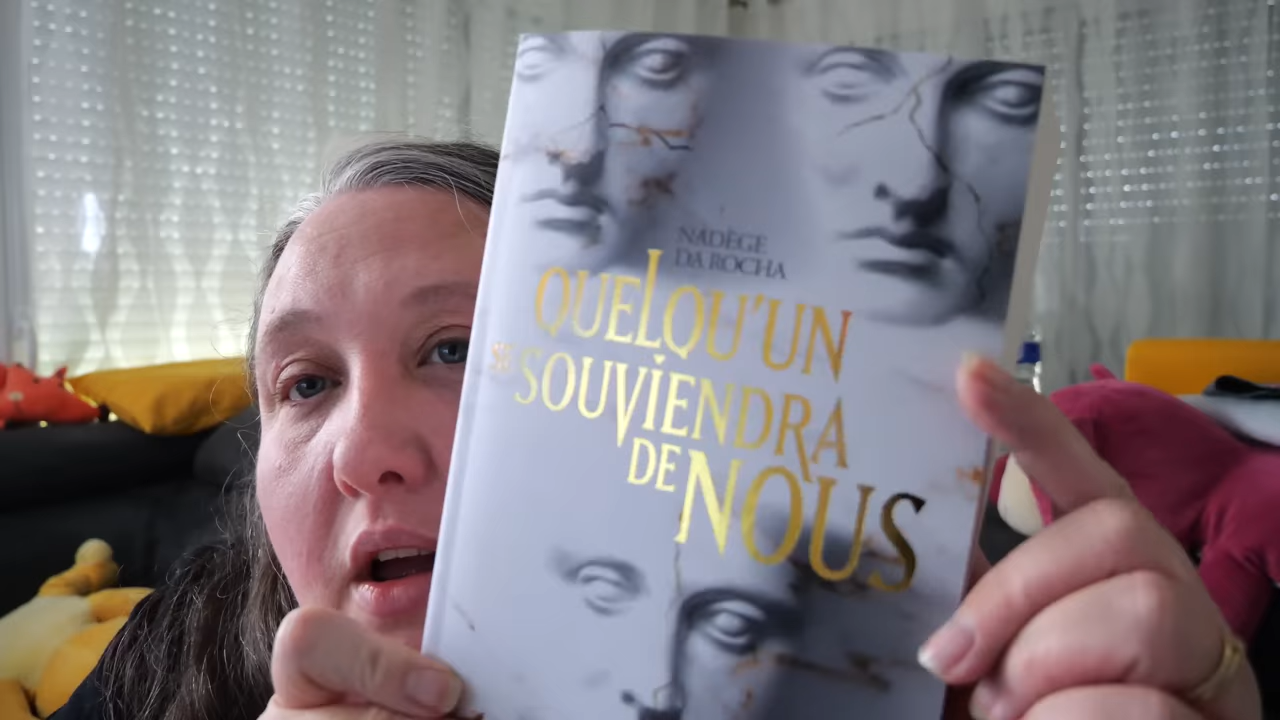 NADÈGE
DA ROCHA
QUELQU'UN
SE SOUVIENDRA
DE NOUS